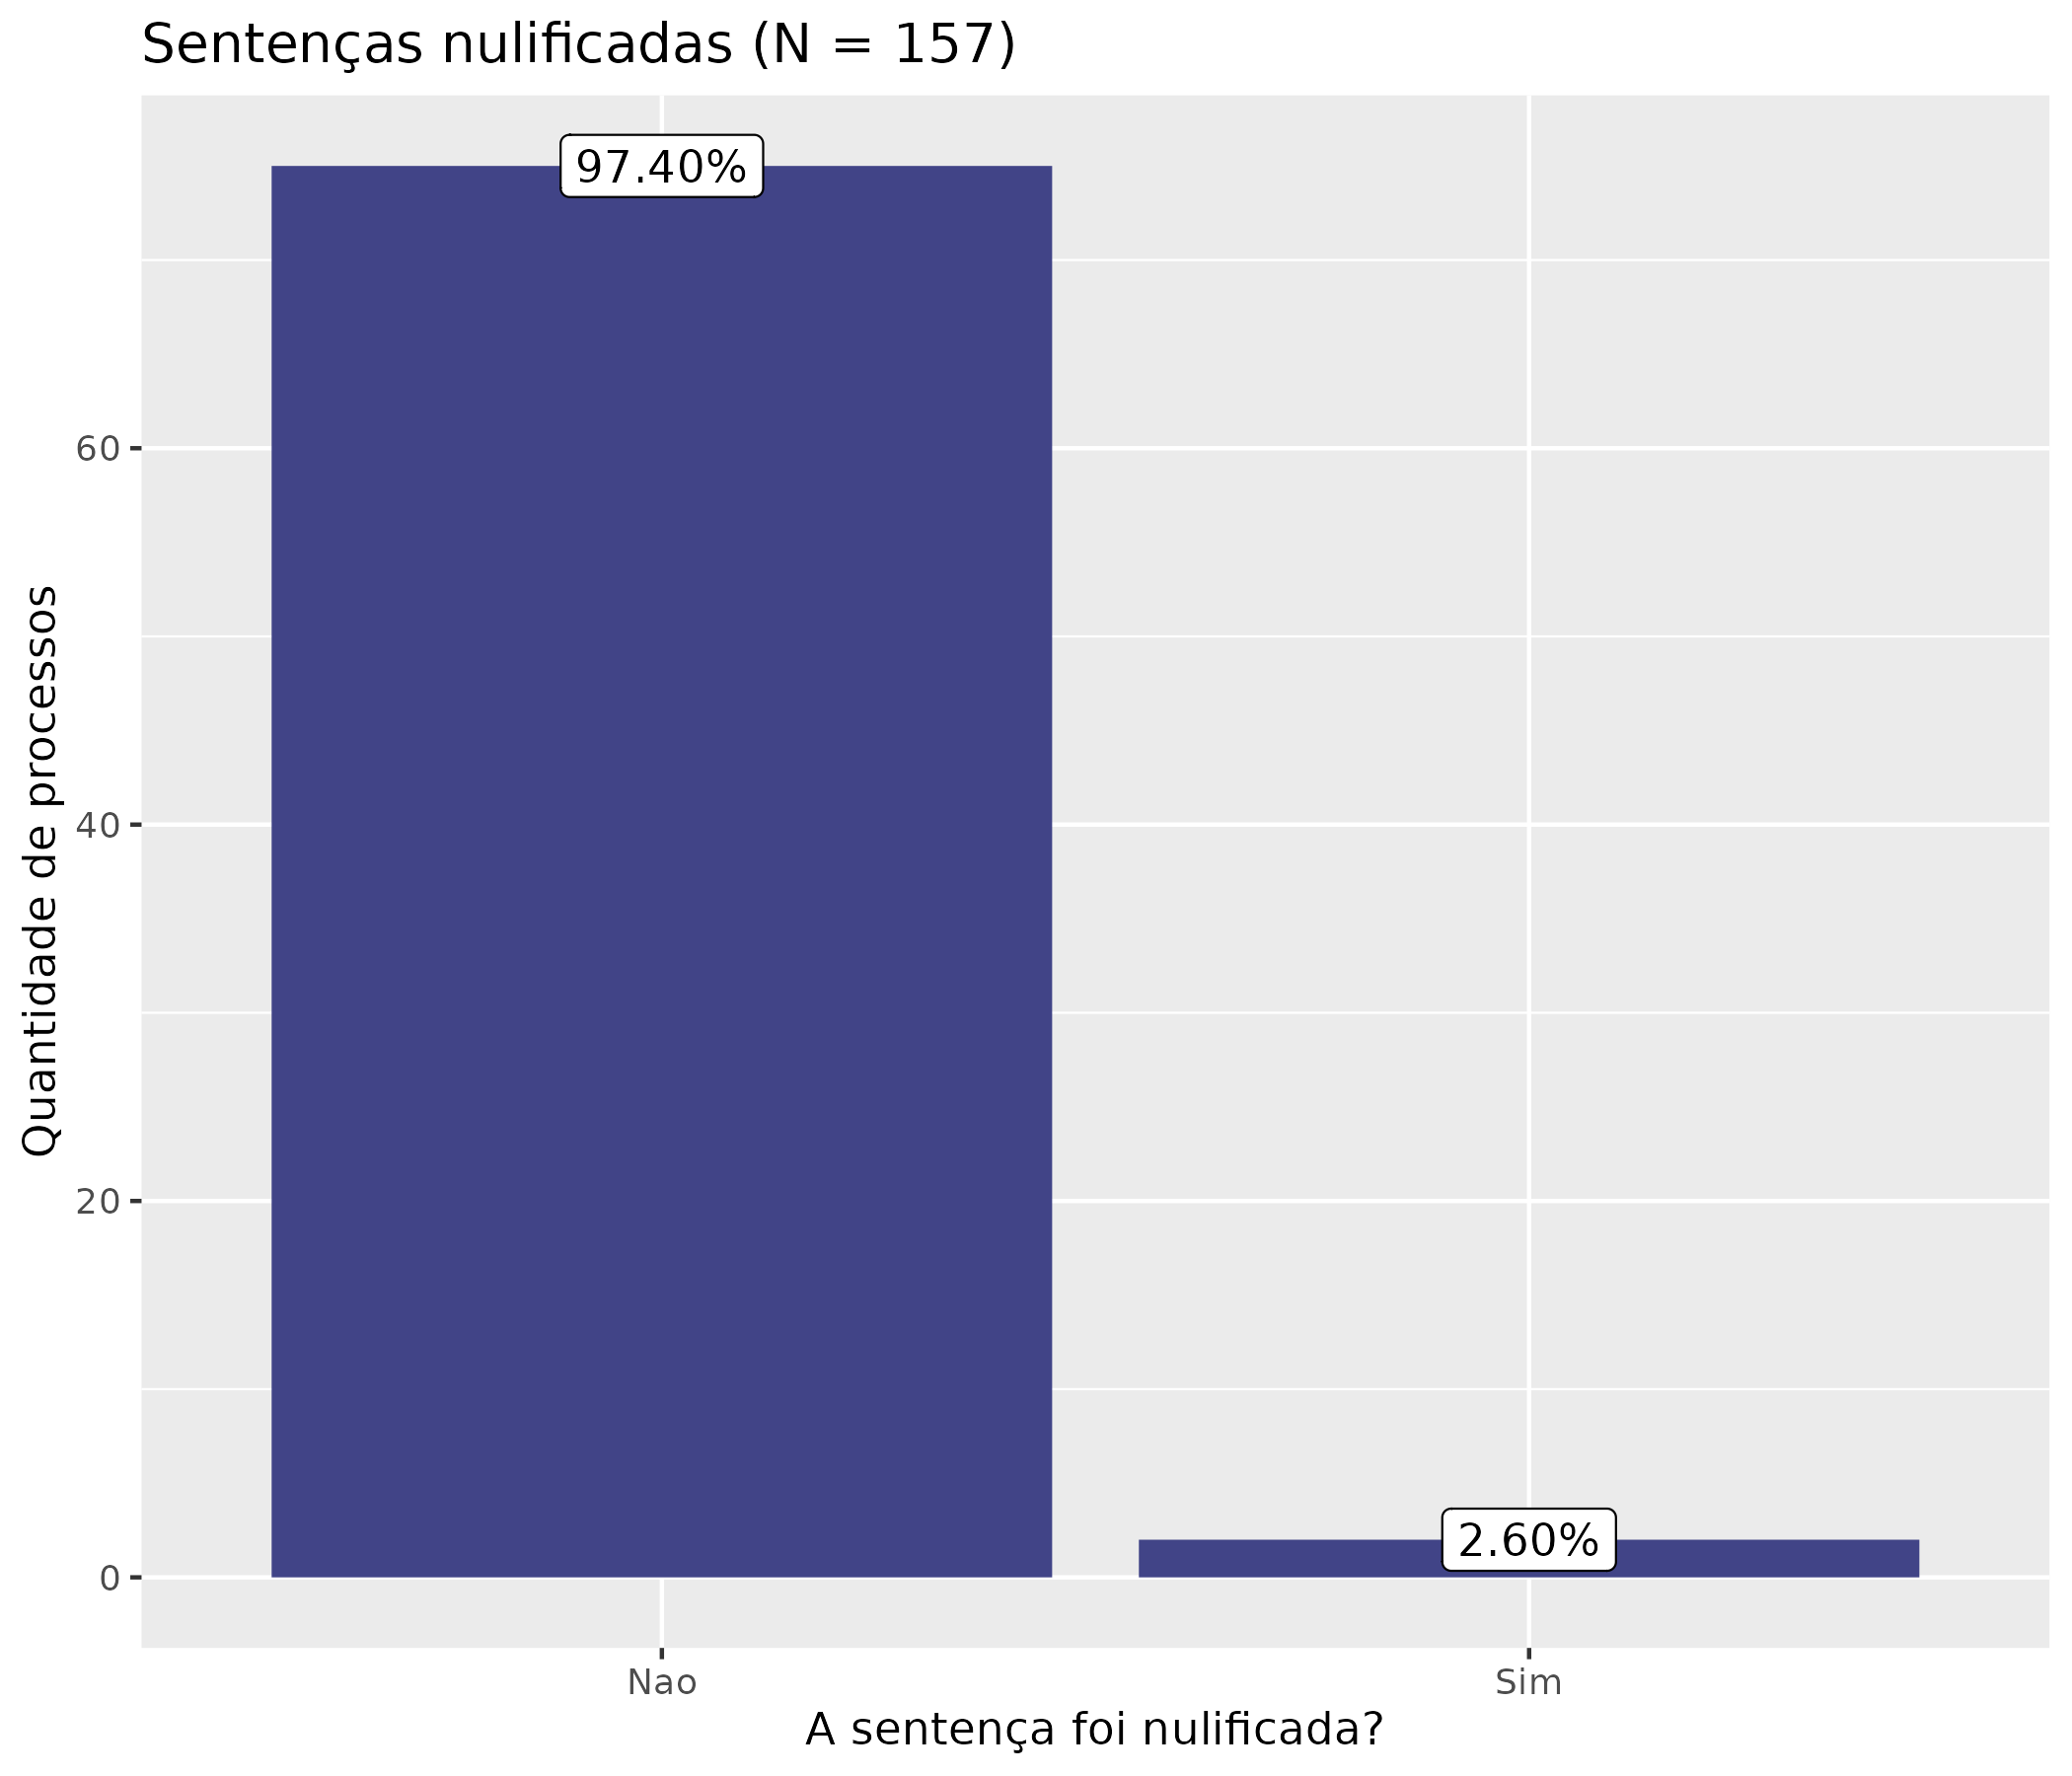 Sentenças nulificadas (N = 157)
97.40%
60
40
20
0
2.60%
Quantidade de processos
Nao
Sim
A sentença foi nulificada?